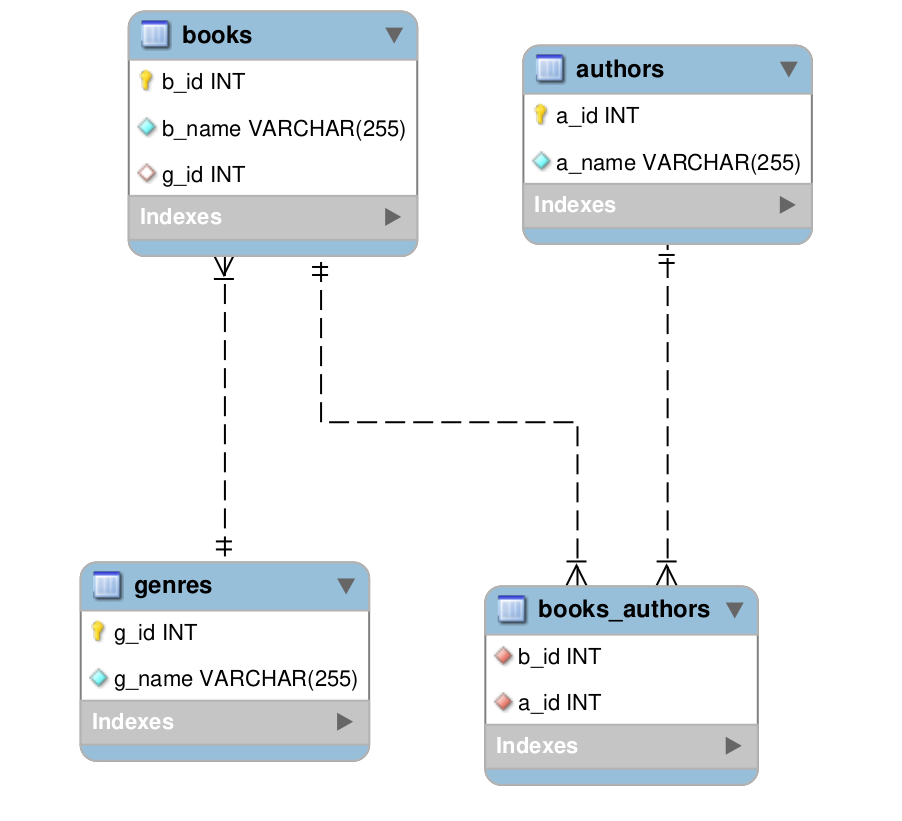 books
b_id INT
b_name VARCHAR(255)
g_id INT
Indexes
authors
a_id INT
a_name VARCHAR(255)
Indexes
genres
g_id INT
g_name VARCHAR(255)
Indexes
books_authors
b_id INT
a_id INT
Indexes